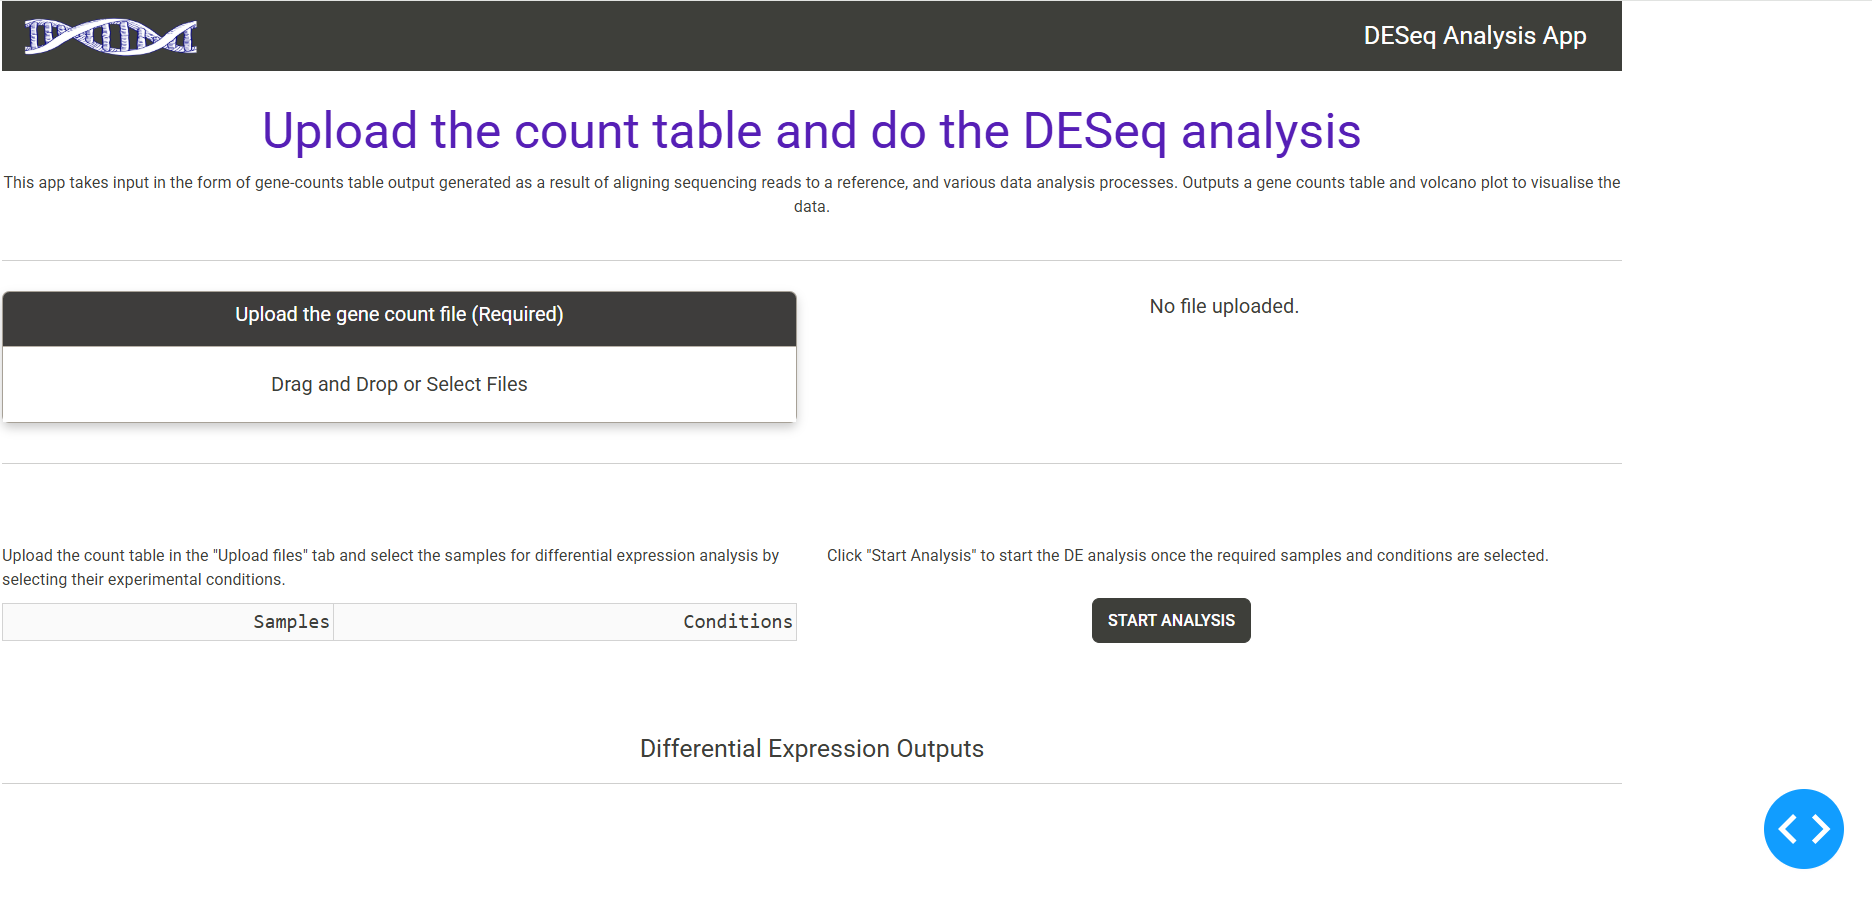 DESeq Analysis App
Upload the count table and do the DESeq analysis
This app takes input in the form of gene-counts table output generated as a result of aligning sequencing reads to a reference, and various data analysis processes. Outputs a gene counts table and volcano plot to visualise the
data.
Upload the gene count file (Required)
No file uploaded.
Drag and Drop or Select Files
Upload the count table in the "Upload files" tab and select the samples for differential expression analysis by
selecting their experimental conditions.
Click "Start Analysis" to start the DE analysis once the required samples and conditions are selected.
Samples
Conditions
START ANALYSIS
Differential Expression Outputs